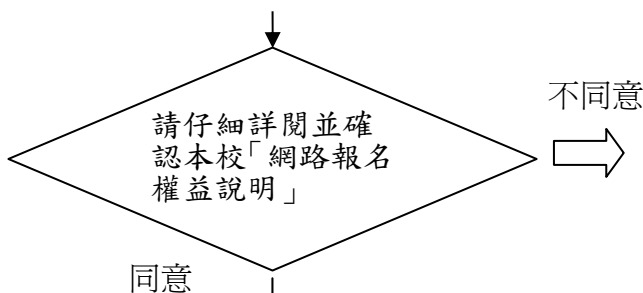 請仔細詳閱並確
認本校「網路報名
權益說明」
不同意
同意